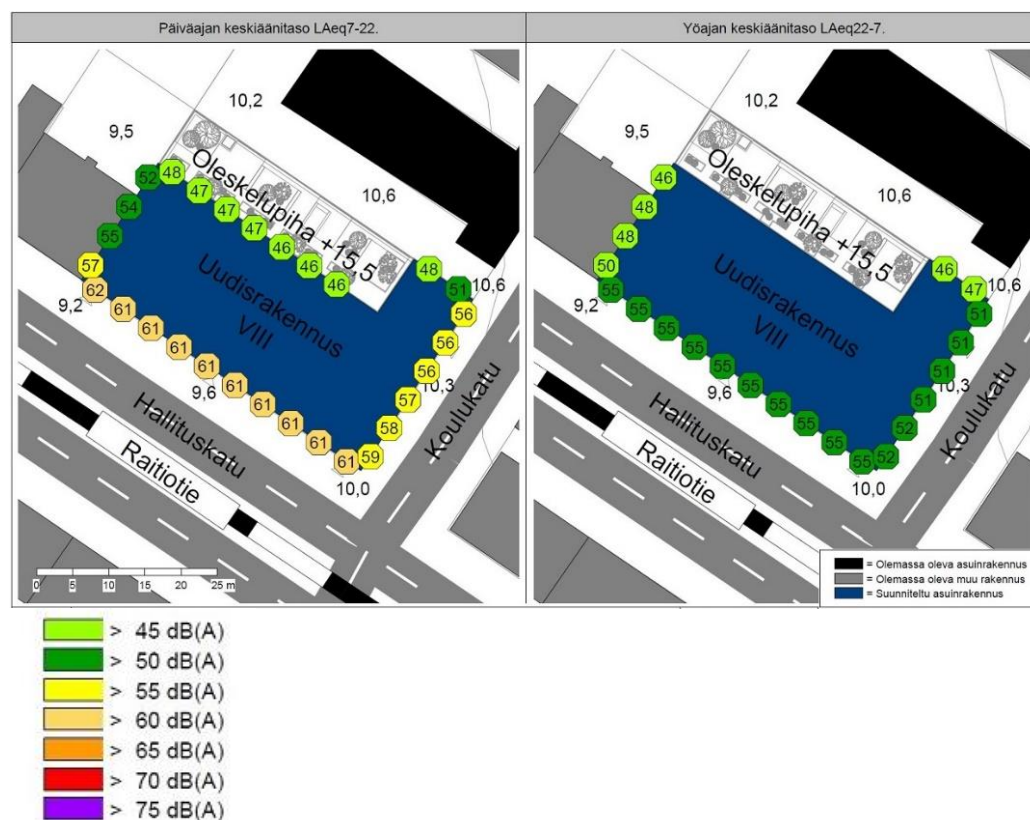 Päiväajan keskiäänitaso LAeq7-22.
10,2
9,5
10,6
Oleskelupiha +15,5
52
48
47
47
47
46
46
46
48
51
54
55
57
62
61
61
61
61
61
61
61
61
61
59
58
57
56
56
56
10,6
Uudisrakennus
VIII
9,2
9,6
10,3
10,0
Hallituskatu
Raitiotie
Koulukatu
0 5 10 15 20 25 m
Yöajan keskiäänitaso LAeq22-7.
10,2
9,5
10,6
Oleskelupiha +15,5
46
48
48
50
55
55
55
55
55
55
55
55
55
55
52
52
51
51
51
51
47
46
10,6
Uudisrakennus
VIII
9,2
9,6
10,3
10,0
Hallituskatu
Raitiotie
Koulukatu
= Olemassa oleva asuinrakennus
= Olemassa oleva muu rakennus
= Suunniteltu asuinrakennus
> 45 dB(A)
> 50 dB(A)
> 55 dB(A)
> 60 dB(A)
> 65 dB(A)
> 70 dB(A)
> 75 dB(A)